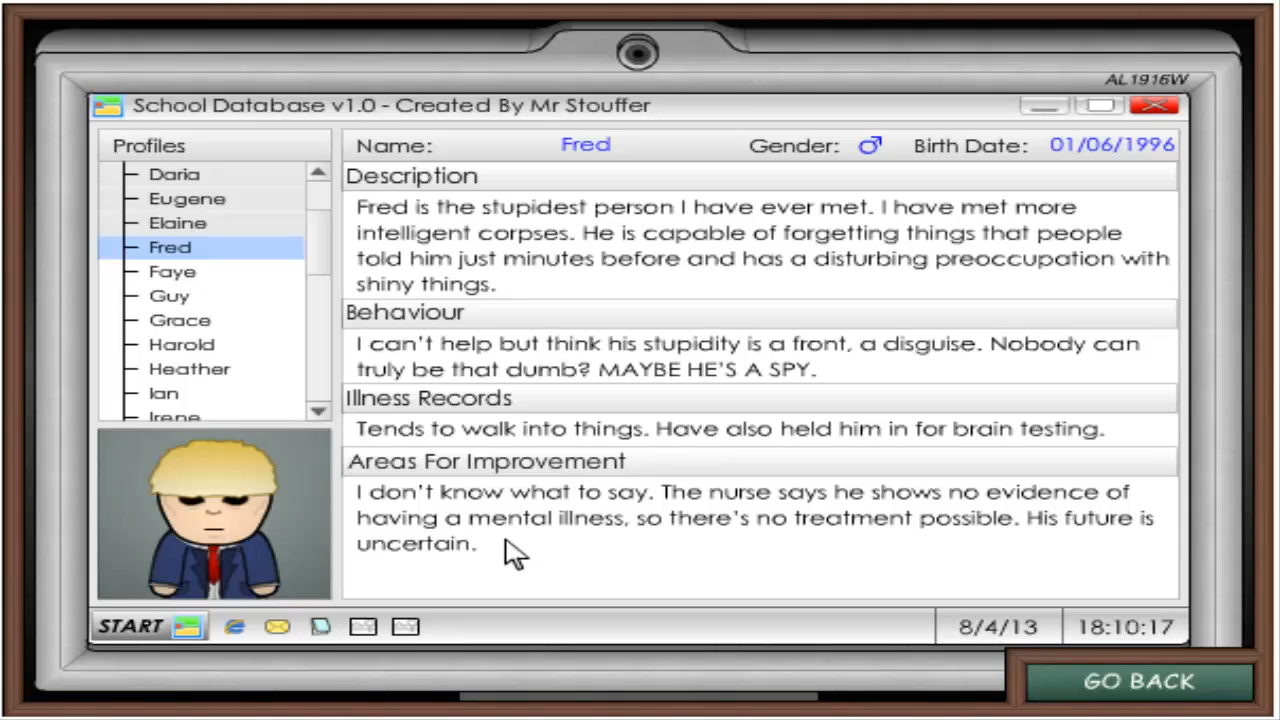 AL1916W
School Database v1.0 - Created By Mr Stouffer
Profiles
Daria
Eugene
Elaine
Fred
Faye
Guy
Grace
Harold
Heather
Ian
Irene
Name: Fred Gender: ♂ Birth Date: 01/06/1996
Description
Fred is the stupidest person I have ever met. I have met more
intelligent corpses. He is capable of forgetting things that people
told him just minutes before and has a disturbing preoccupation with
shiny things.
Behaviour
I can't help but think his stupidity is a front, a disguise. Nobody can
truly be that dumb? MAYBE HE'S A SPY.
Illness Records
Tends to walk into things. Have also held him in for brain testing.
Areas For Improvement
I don't know what to say. The nurse says he shows no evidence of
having a mental illness, so there's no treatment possible. His future is
uncertain.
START 8/4/13 18:10:17
GO BACK